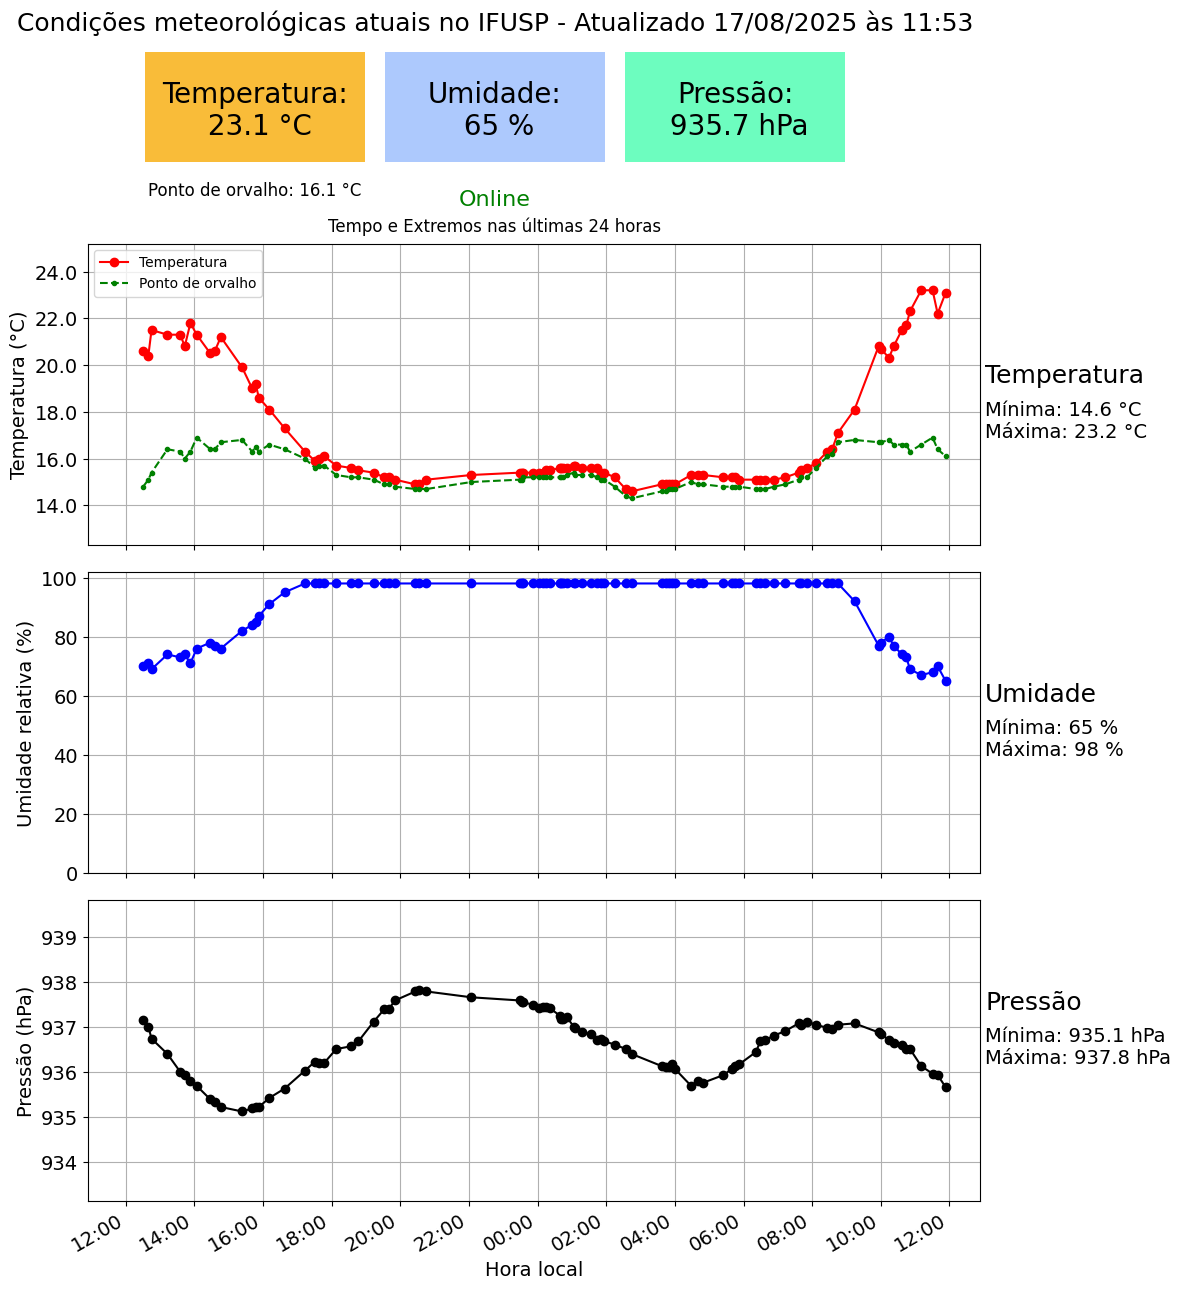 Condições meteorológicas atuais no IFUSP - Atualizado 17/08/2025 às 11:53
Temperatura:
23.1 °C
Umidade:
65 %
Pressão:
935.7 hPa
Ponto de orvalho: 16.1 °C
Online
Tempo e Extremos nas últimas 24 horas
Temperatura
Ponto de orvalho
Temperatura (°C)
24.0
22.0
20.0
18.0
16.0
14.0
Temperatura
Mínima: 14.6 °C
Máxima: 23.2 °C
Umidade relativa (%)
100
80
60
40
20
0
Umidade
Mínima: 65 %
Máxima: 98 %
Pressão (hPa)
939
938
937
936
935
934
Pressão
Mínima: 935.1 hPa
Máxima: 937.8 hPa
12:00 14:00 16:00 18:00 20:00 22:00 00:00 02:00 04:00 06:00 08:00 10:00 12:00
Hora local